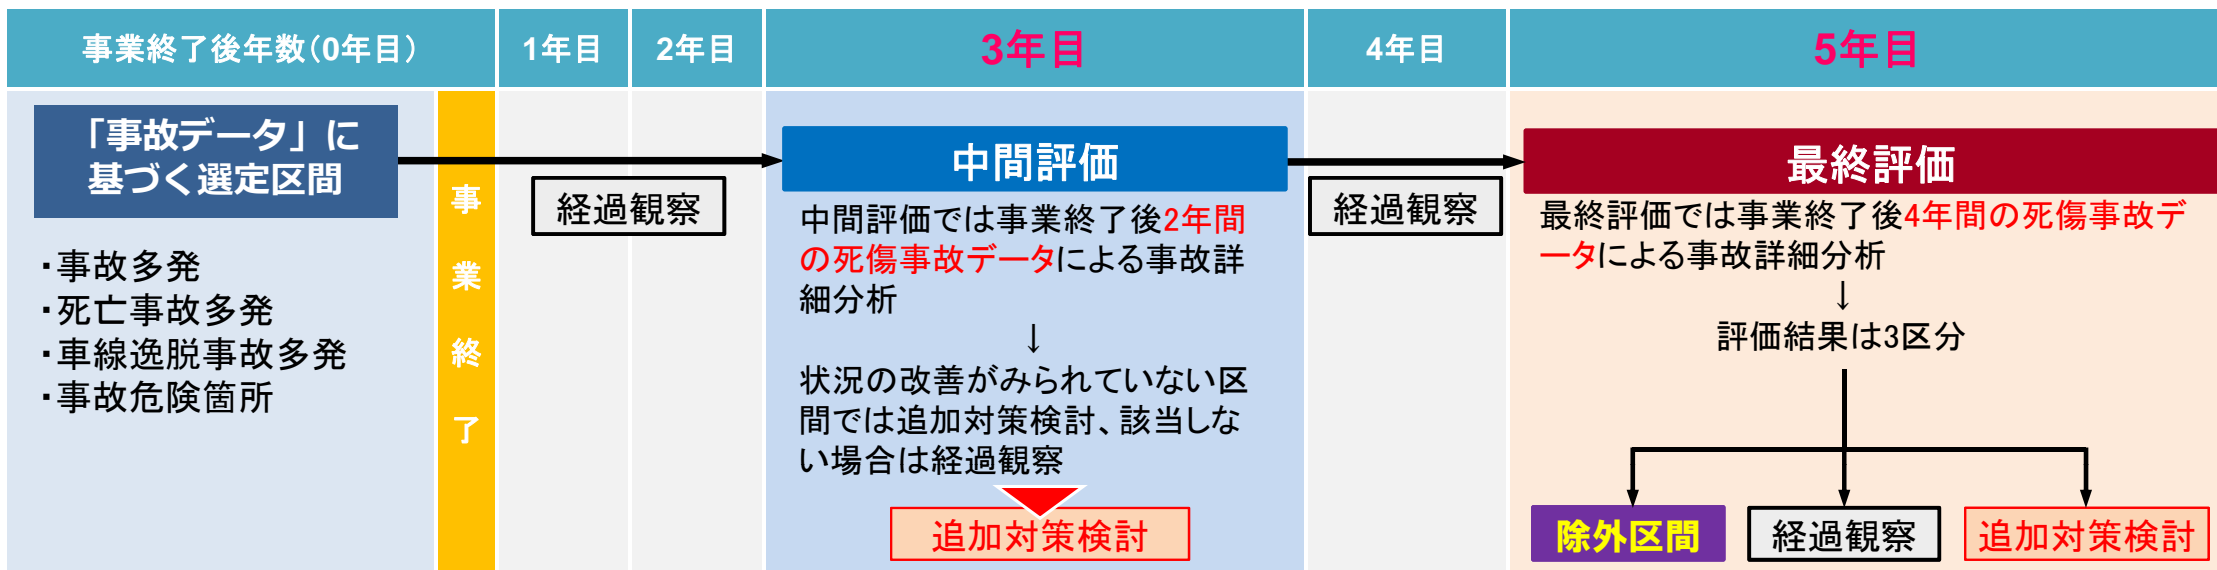 事業終了後年数(0年目)
1年目
2年目
3年目
4年目
5年目
「事故データ」に
基づく選定区間
・事故多発
・死亡事故多発
・車線逸脱事故多発
・事故危険箇所
事業終了
経過観察
中間評価
中間評価では事業終了後2年間
の死傷事故データによる事故詳
細分析
↓
状況の改善がみられていない区
間では追加対策検討、該当しな
い場合は経過観察
追加対策検討
経過観察
最終評価
最終評価では事業終了後4年間の死傷事故デ
ータによる事故詳細分析
↓
評価結果は3区分
除外区間
経過観察
追加対策検討